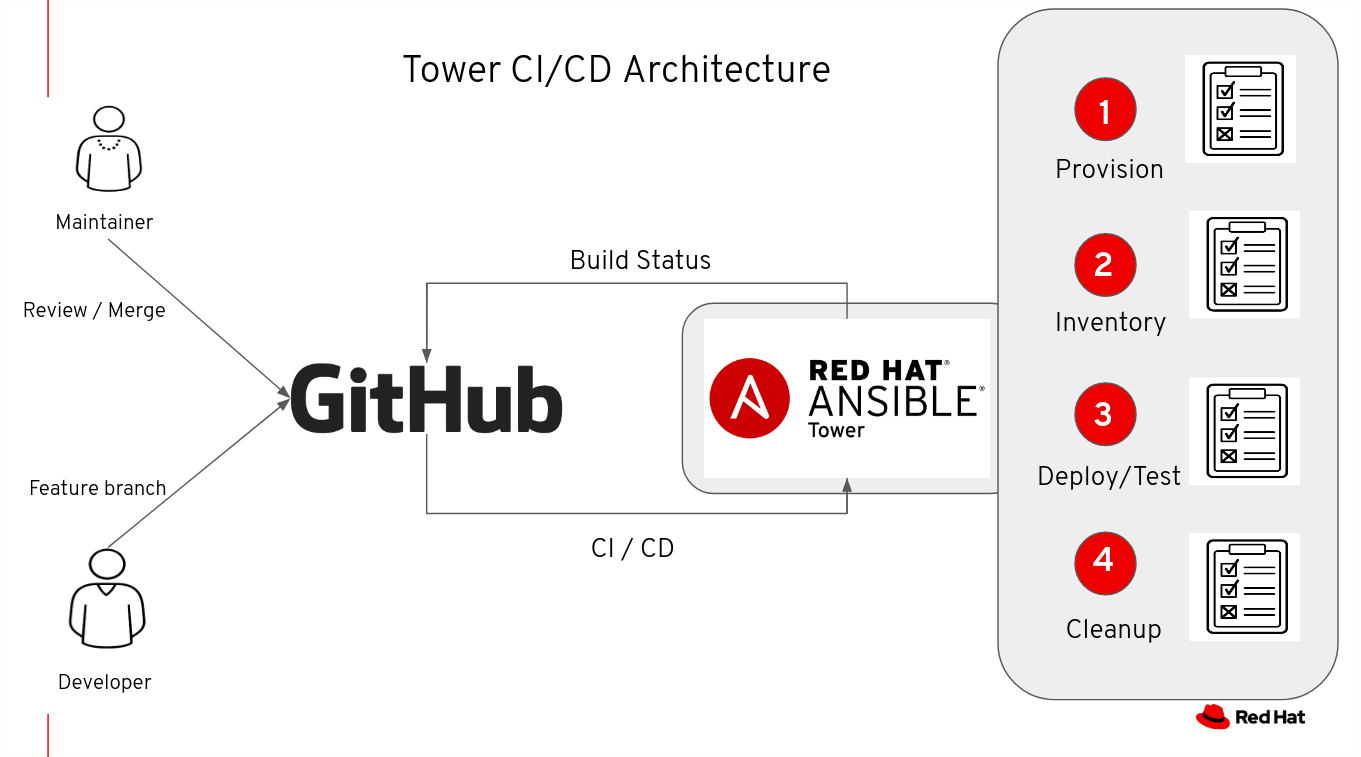 Tower CI/CD Architecture
Maintainer
Review / Merge
Feature branch
Developer
GitHub
Build Status
CI / CD
RED HAT®
ANSIBLE®
Tower
1
Provision
2
Inventory
3
Deploy/Test
4
Cleanup
Red Hat